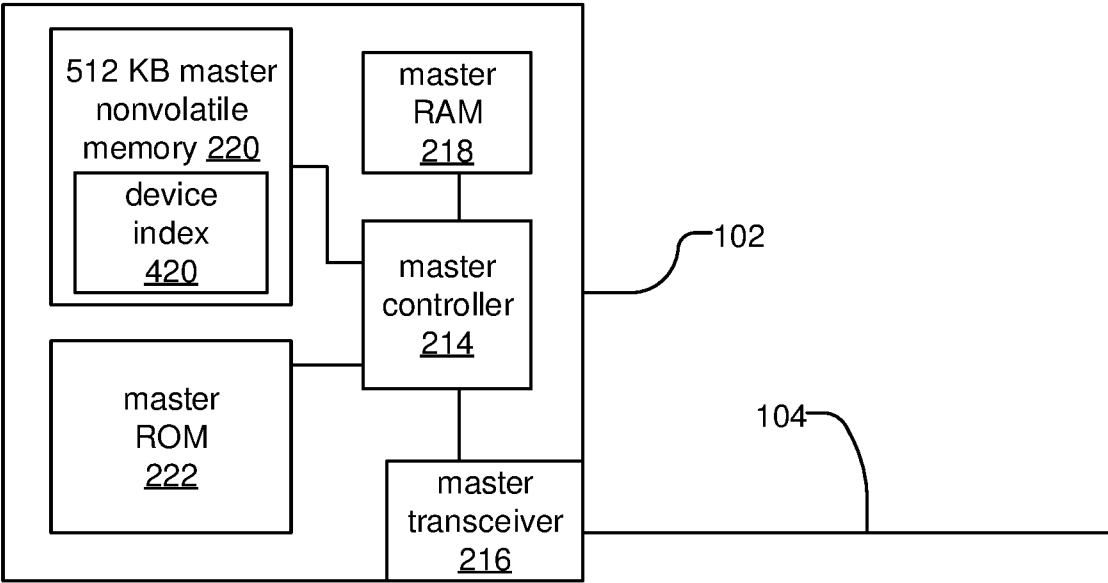 512 KB master
nonvolatile
memory 220
device
index
420
master
RAM
218
master
controller
214
master
ROM
222
master
transceiver
216
102
104